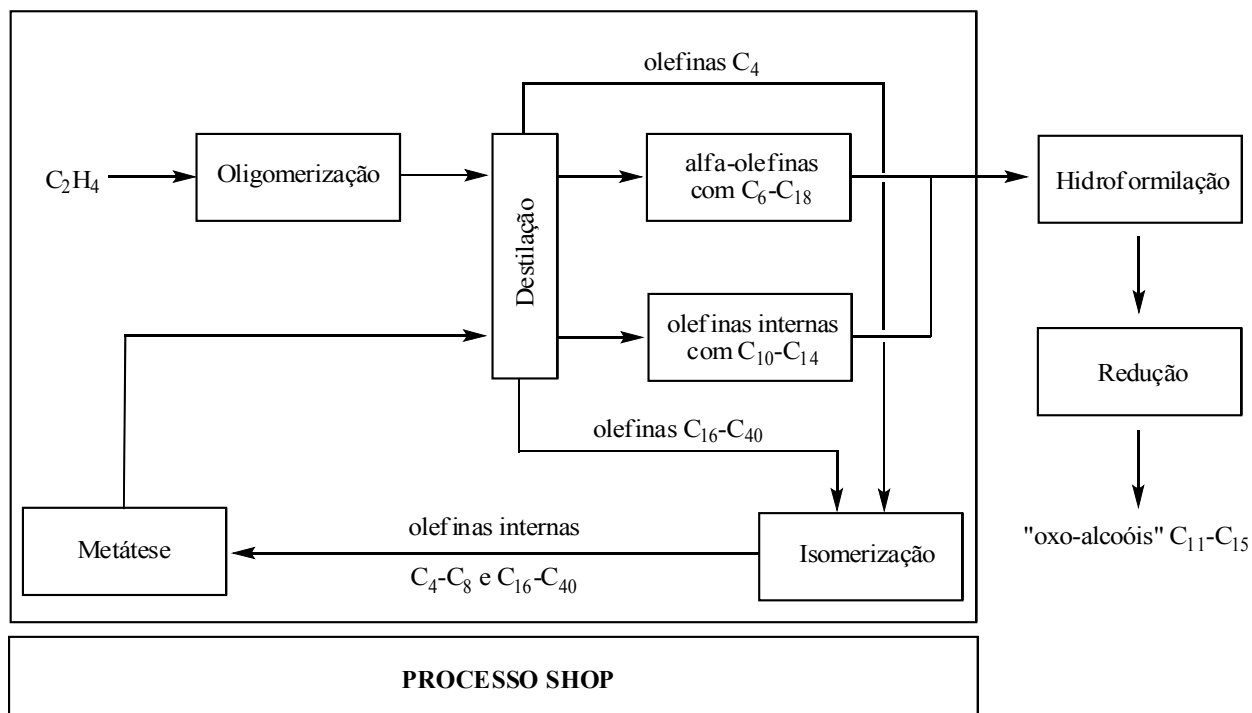 olefinas C₄
C₂H₄
Oligomerização
Destilação
alfa-olefinas
com C₆-C₁₈
Hidroformilação
olefinas internas
com C₁₀-C₁₄
Redução
olefinas C₁₆-C₄₀
Metátese
olefinas internas
C₄-C₈ e C₁₆-C₄₀
Isomerização
"oxo-alcoóis" C₁₁-C₁₅
PROCESSO SHOP